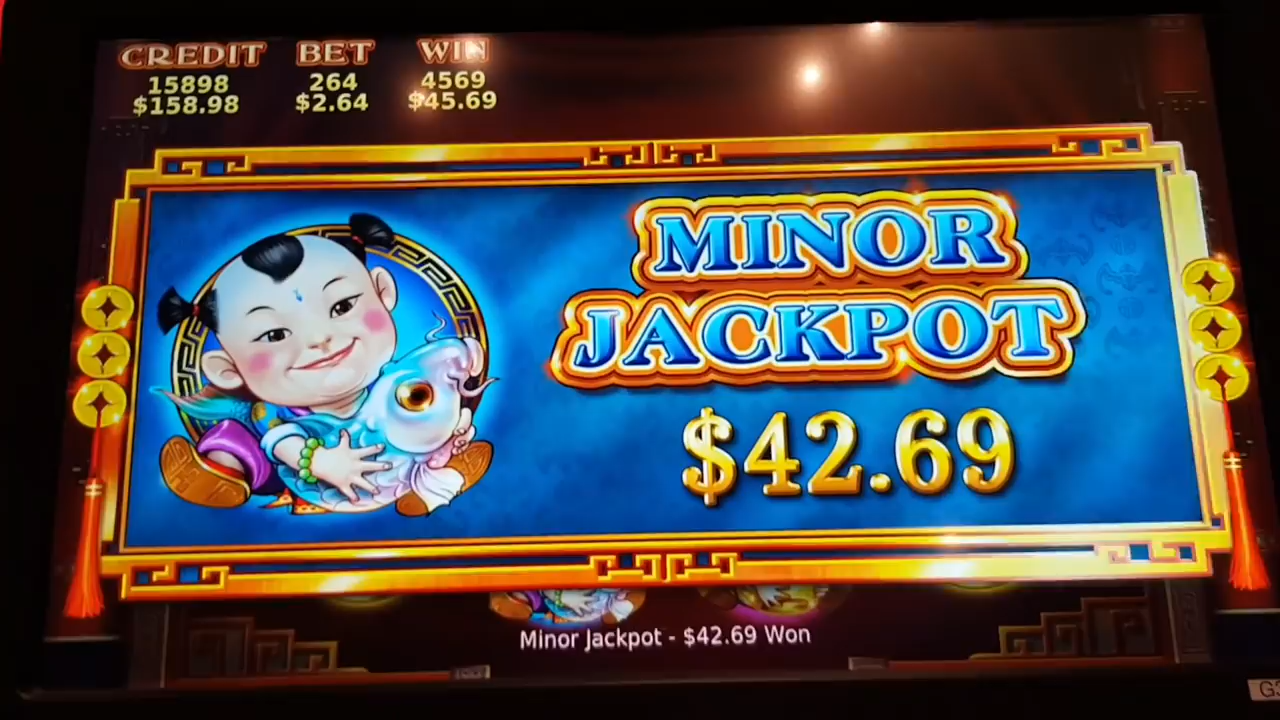 CREDIT BET WIN
15898 264 4569
$158.98 $2.64 $45.69
MINOR
JACKPOT
$42.69
Minor Jackpot - $42.69 Won